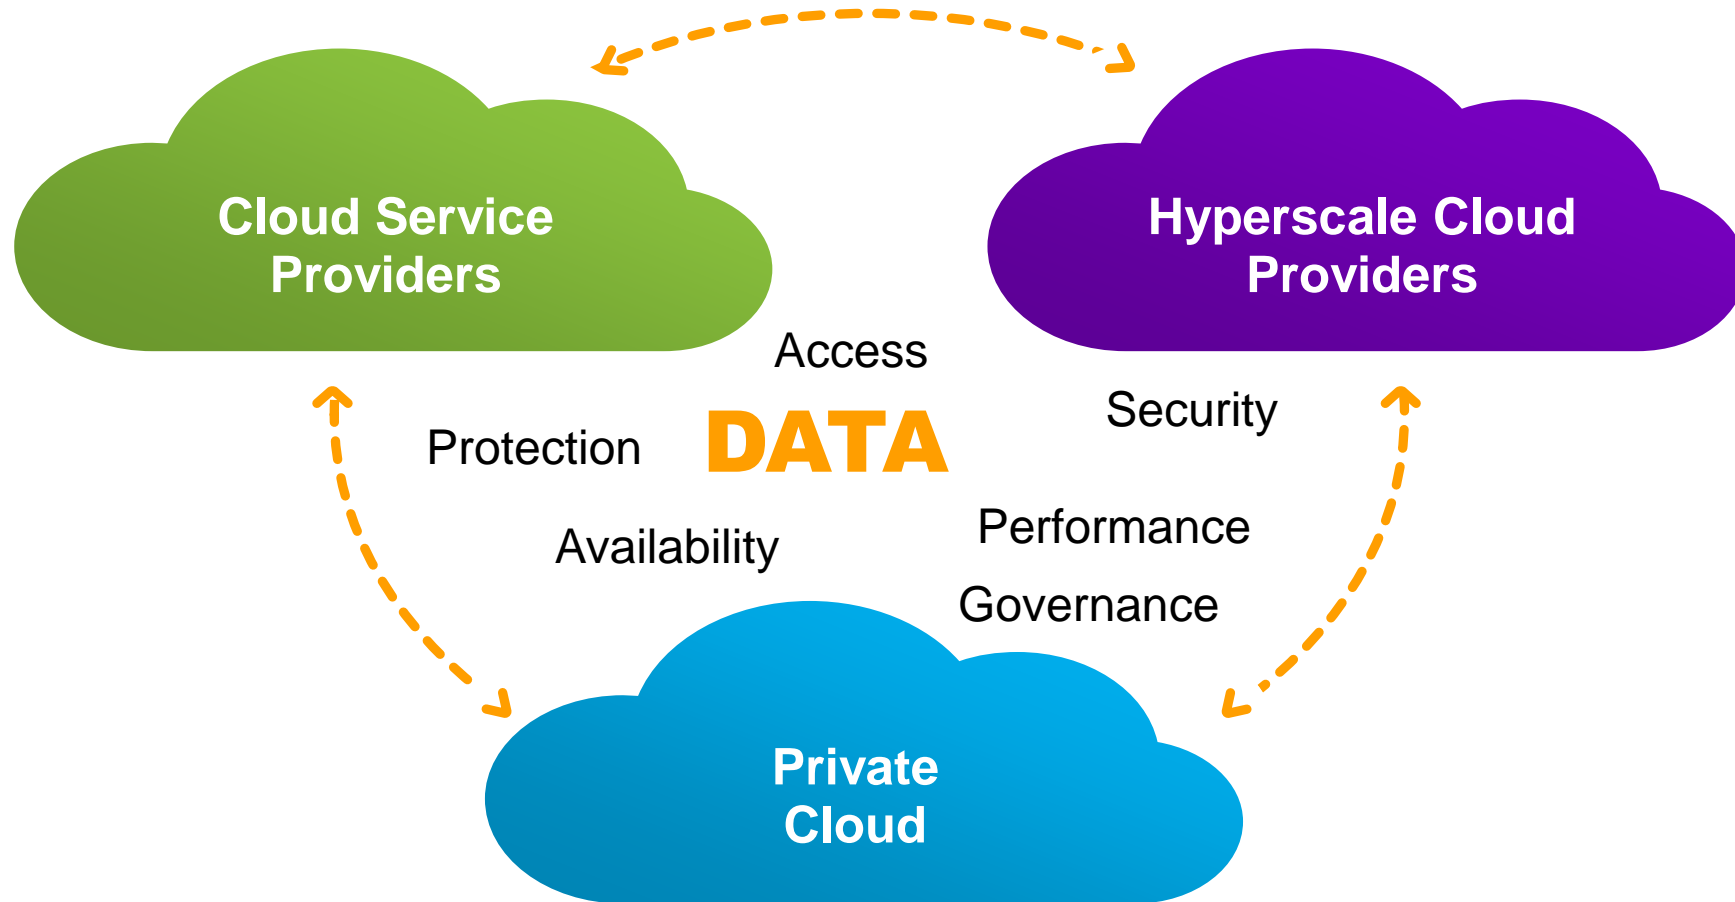 Cloud Service
Providers
Hyperscale Cloud
Providers
Access
Security
Protection
DATA
Performance
Availability
Governance
Private
Cloud